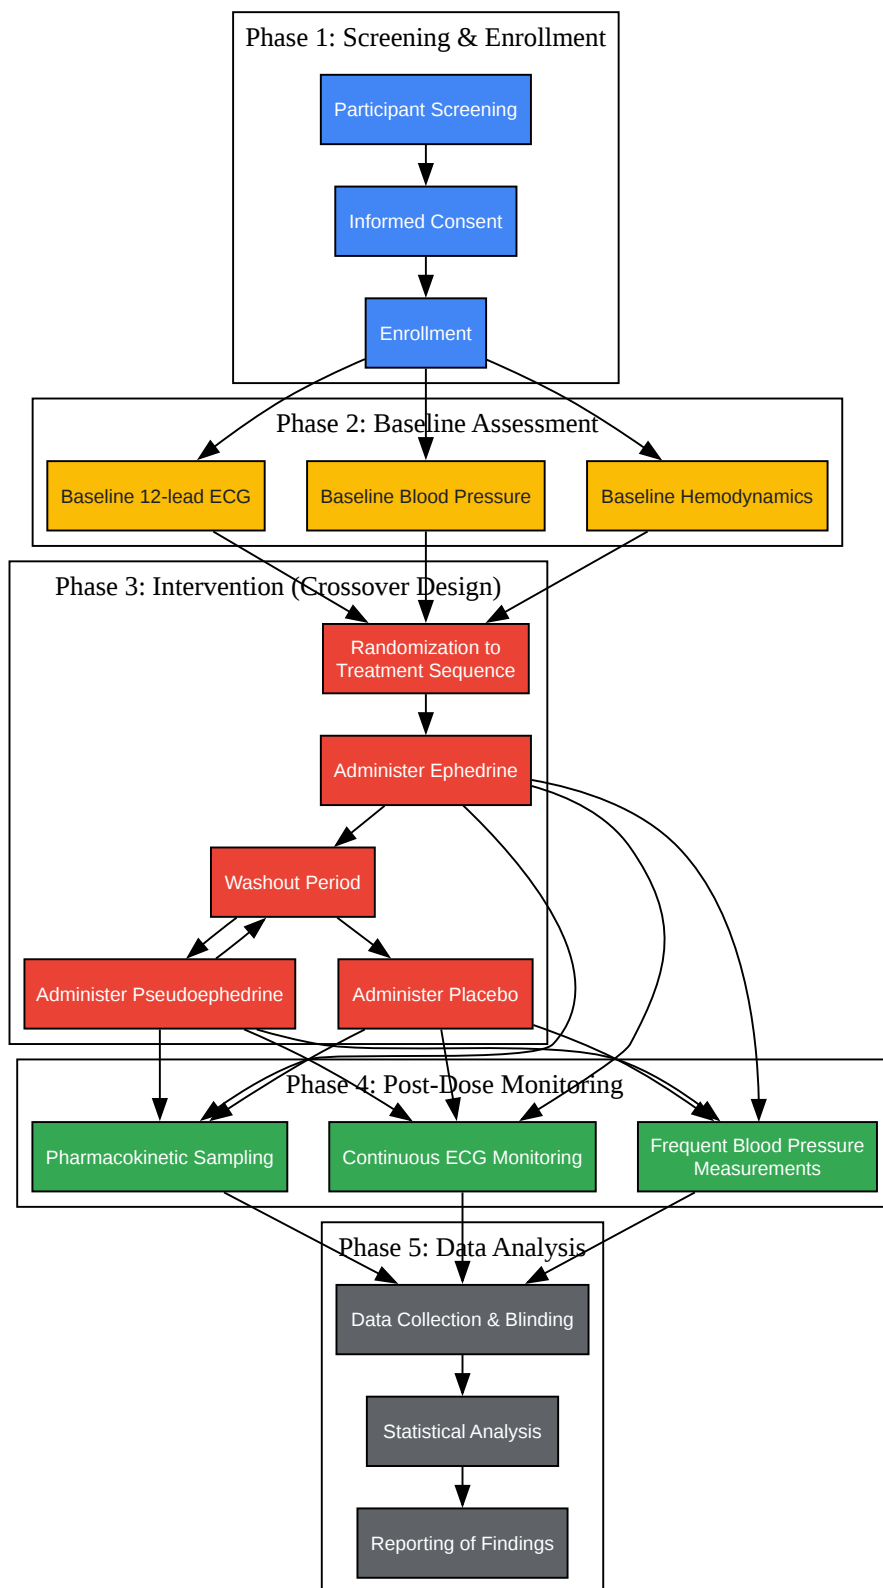 Phase 1: Screening & Enrollment
Participant Screening
Informed Consent
Enrollment
Phase 2: Baseline Assessment
Baseline 12-lead ECG
Baseline Blood Pressure
Baseline Hemodynamics
Phase 3: Intervention (Crossover Design)
Randomization to
Treatment Sequence
Administer Ephedrine
Washout Period
Administer Pseudoephedrine
Administer Placebo
Phase 4: Post-Dose Monitoring
Pharmacokinetic Sampling
Continuous ECG Monitoring
Frequent Blood Pressure
Measurements
Phase 5: Data Analysis
Data Collection & Blinding
Statistical Analysis
Reporting of Findings